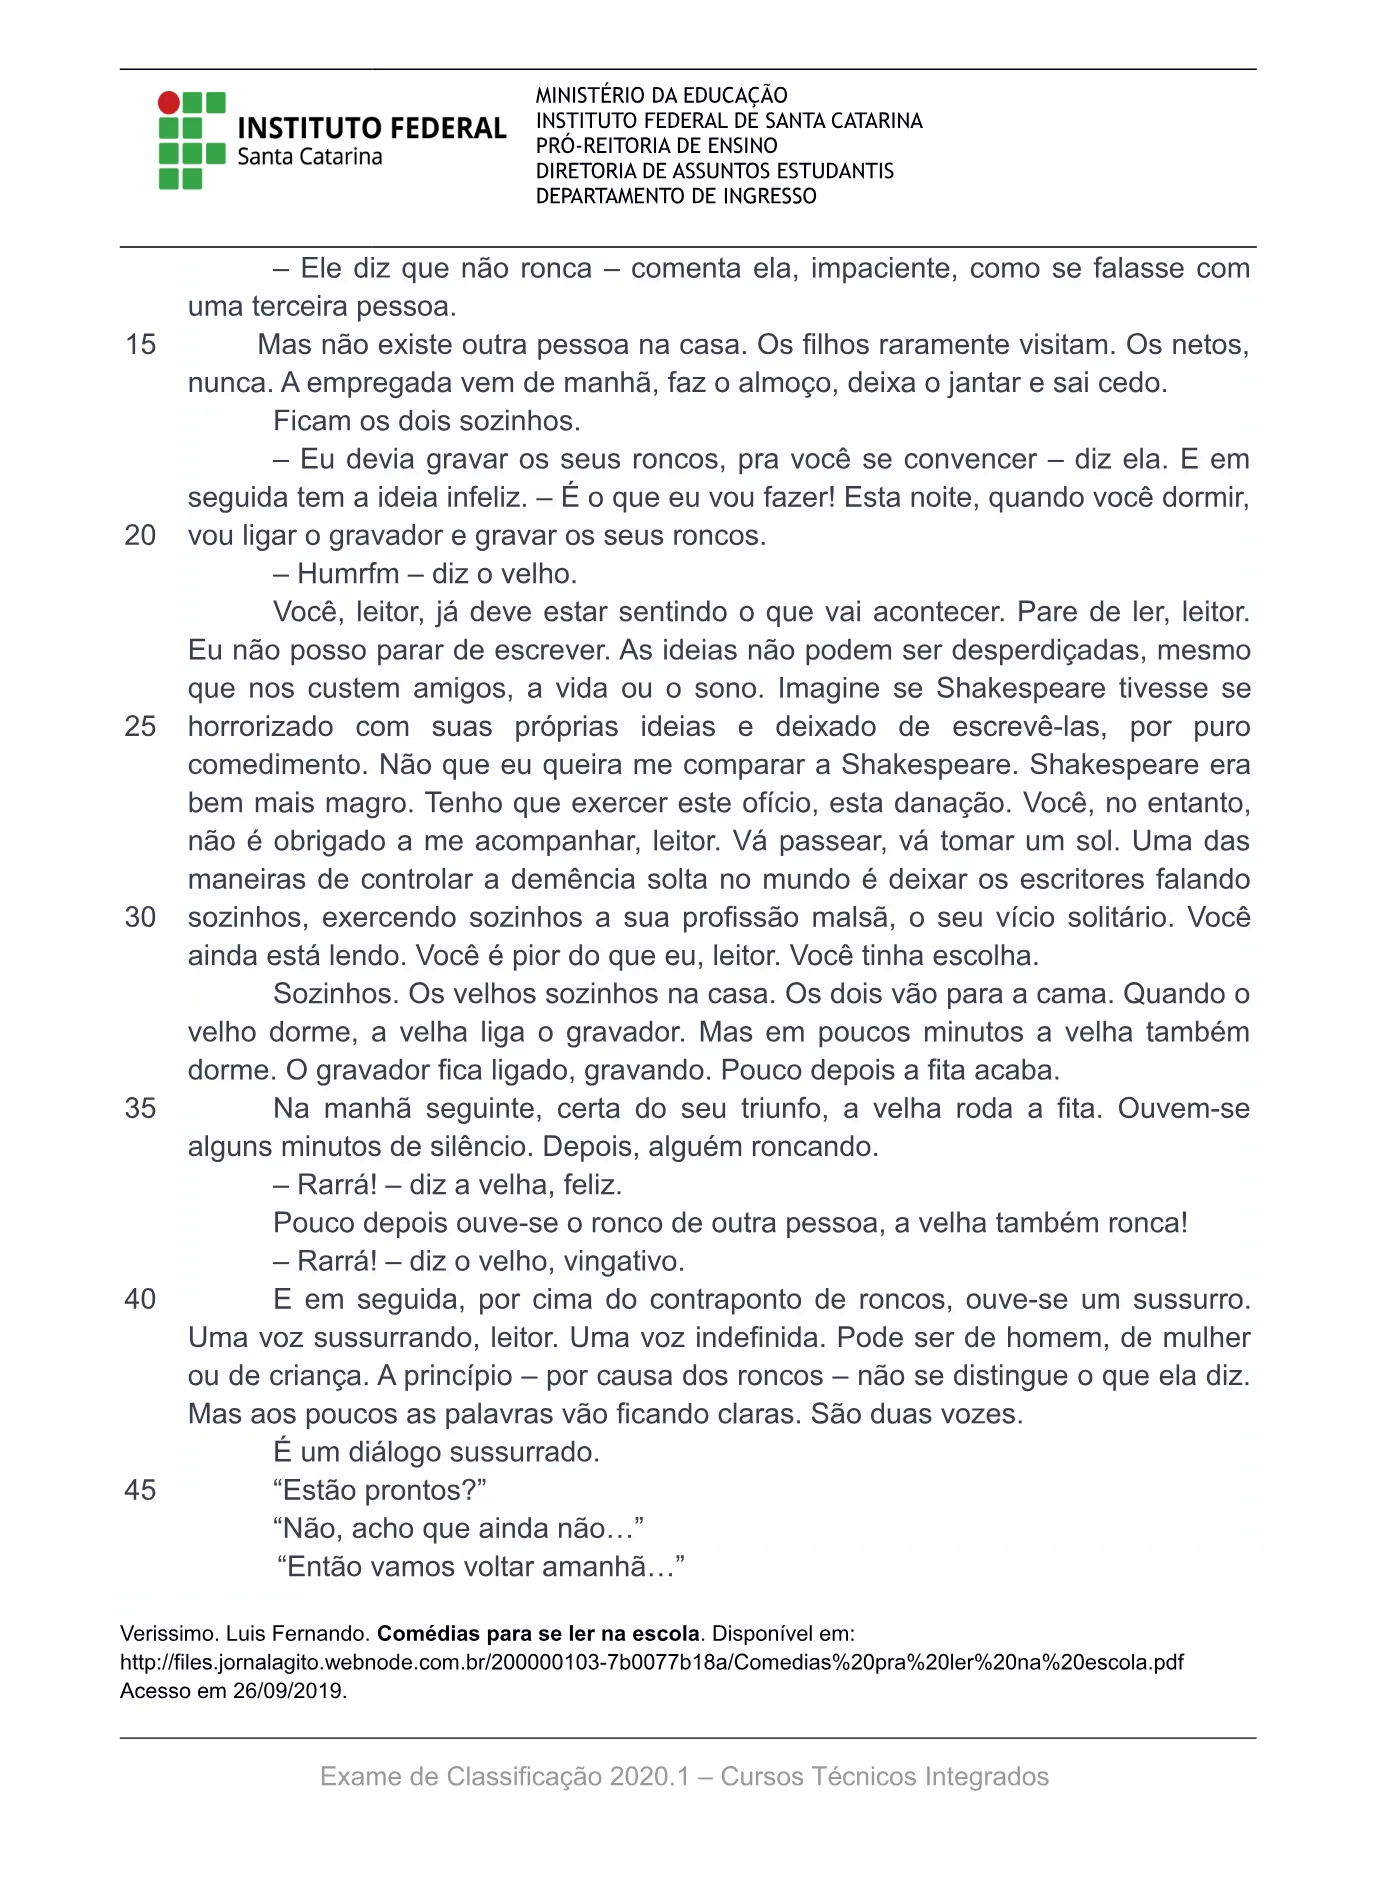 INSTITUTO FEDERAL
Santa Catarina
MINISTÉRIO DA EDUCAÇÃO
INSTITUTO FEDERAL DE SANTA CATARINA
PRÓ-REITORIA DE ENSINO
DIRETORIA DE ASSUNTOS ESTUDANTIS
DEPARTAMENTO DE INGRESSO
– Ele diz que não ronca – comenta ela, impaciente, como se falasse com
uma terceira pessoa.
15 Mas não existe outra pessoa na casa. Os filhos raramente visitam. Os netos,
nunca. A empregada vem de manhã, faz o almoço, deixa o jantar e sai cedo.
Ficam os dois sozinhos.
– Eu devia gravar os seus roncos, pra você se convencer – diz ela. E em
seguida tem a ideia infeliz. – É o que eu vou fazer! Esta noite, quando você dormir,
20 vou ligar o gravador e gravar os seus roncos.
– Humrfm – diz o velho.
Você, leitor, já deve estar sentindo o que vai acontecer. Pare de ler, leitor.
Eu não posso parar de escrever. As ideias não podem ser desperdiçadas, mesmo
que nos custem amigos, a vida ou o sono. Imagine se Shakespeare tivesse se
25 horrorizado com suas próprias ideias e deixado de escrevê-las, por puro
comedimento. Não que eu queira me comparar a Shakespeare. Shakespeare era
bem mais magro. Tenho que exercer este ofício, esta danação. Você, no entanto,
não é obrigado a me acompanhar, leitor. Vá passear, vá tomar um sol. Uma das
maneiras de controlar a demência solta no mundo é deixar os escritores falando
30 sozinhos, exercendo sozinhos a sua profissão malsã, o seu vício solitário. Você
ainda está lendo. Você é pior do que eu, leitor. Você tinha escolha.
Sozinhos. Os velhos sozinhos na casa. Os dois vão para a cama. Quando o
velho dorme, a velha liga o gravador. Mas em poucos minutos a velha também
dorme. O gravador fica ligado, gravando. Pouco depois a fita acaba.
35 Na manhã seguinte, certa do seu triunfo, a velha roda a fita. Ouvem-se
alguns minutos de silêncio. Depois, alguém roncando.
– Rarrá! – diz a velha, feliz.
Pouco depois ouve-se o ronco de outra pessoa, a velha também ronca!
– Rarrá! – diz o velho, vingativo.
40 E em seguida, por cima do contraponto de roncos, ouve-se um sussurro.
Uma voz sussurrando, leitor. Uma voz indefinida. Pode ser de homem, de mulher
ou de criança. A princípio – por causa dos roncos – não se distingue o que ela diz.
Mas aos poucos as palavras vão ficando claras. São duas vozes.
É um diálogo sussurrado.
45 “Estão prontos?”
“Não, acho que ainda não…”
“Então vamos voltar amanhã…”
Verissimo. Luis Fernando. Comédias para se ler na escola. Disponível em:
http://files.jornalagito.webnode.com.br/200000103-7b0077b18a/Comedias%20pra%20ler%20na%20escola.pdf
Acesso em 26/09/2019.
Exame de Classificação 2020.1 – Cursos Técnicos Integrados